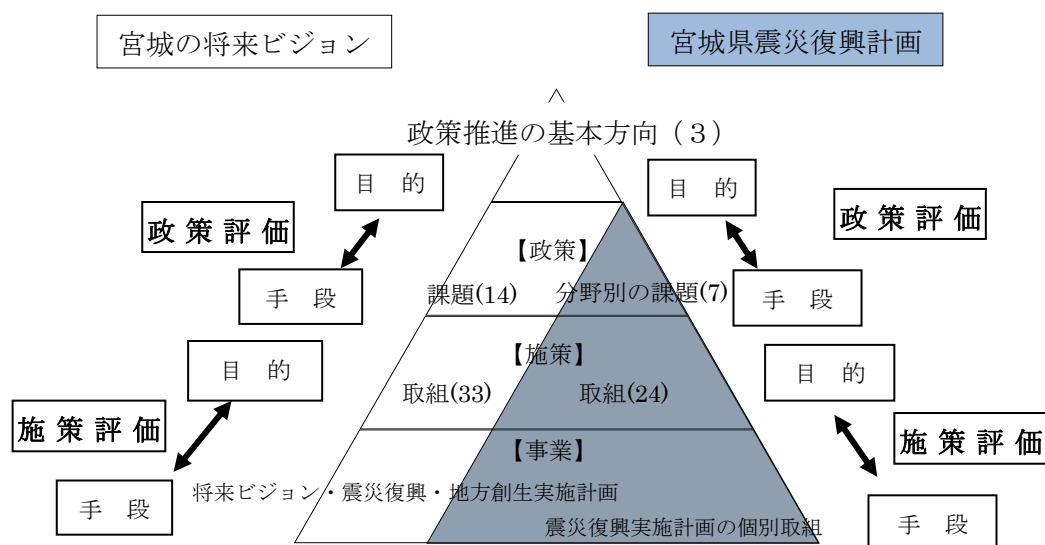 宮城の将来ビジョン
宮城県震災復興計画
政策推進の基本方向（３）
目　的
目　的
政 策 評 価
政 策 評 価
【政策】
手　段
課題(14)
分野別の課題(7)
手　段
【施策】
目　的
目　的
取組(33)
取組(24)
施 策 評 価
施 策 評 価
【事業】
将来ビジョン・震災復興・地方創生実施計画
手　段
手　段
震災復興実施計画の個別取組